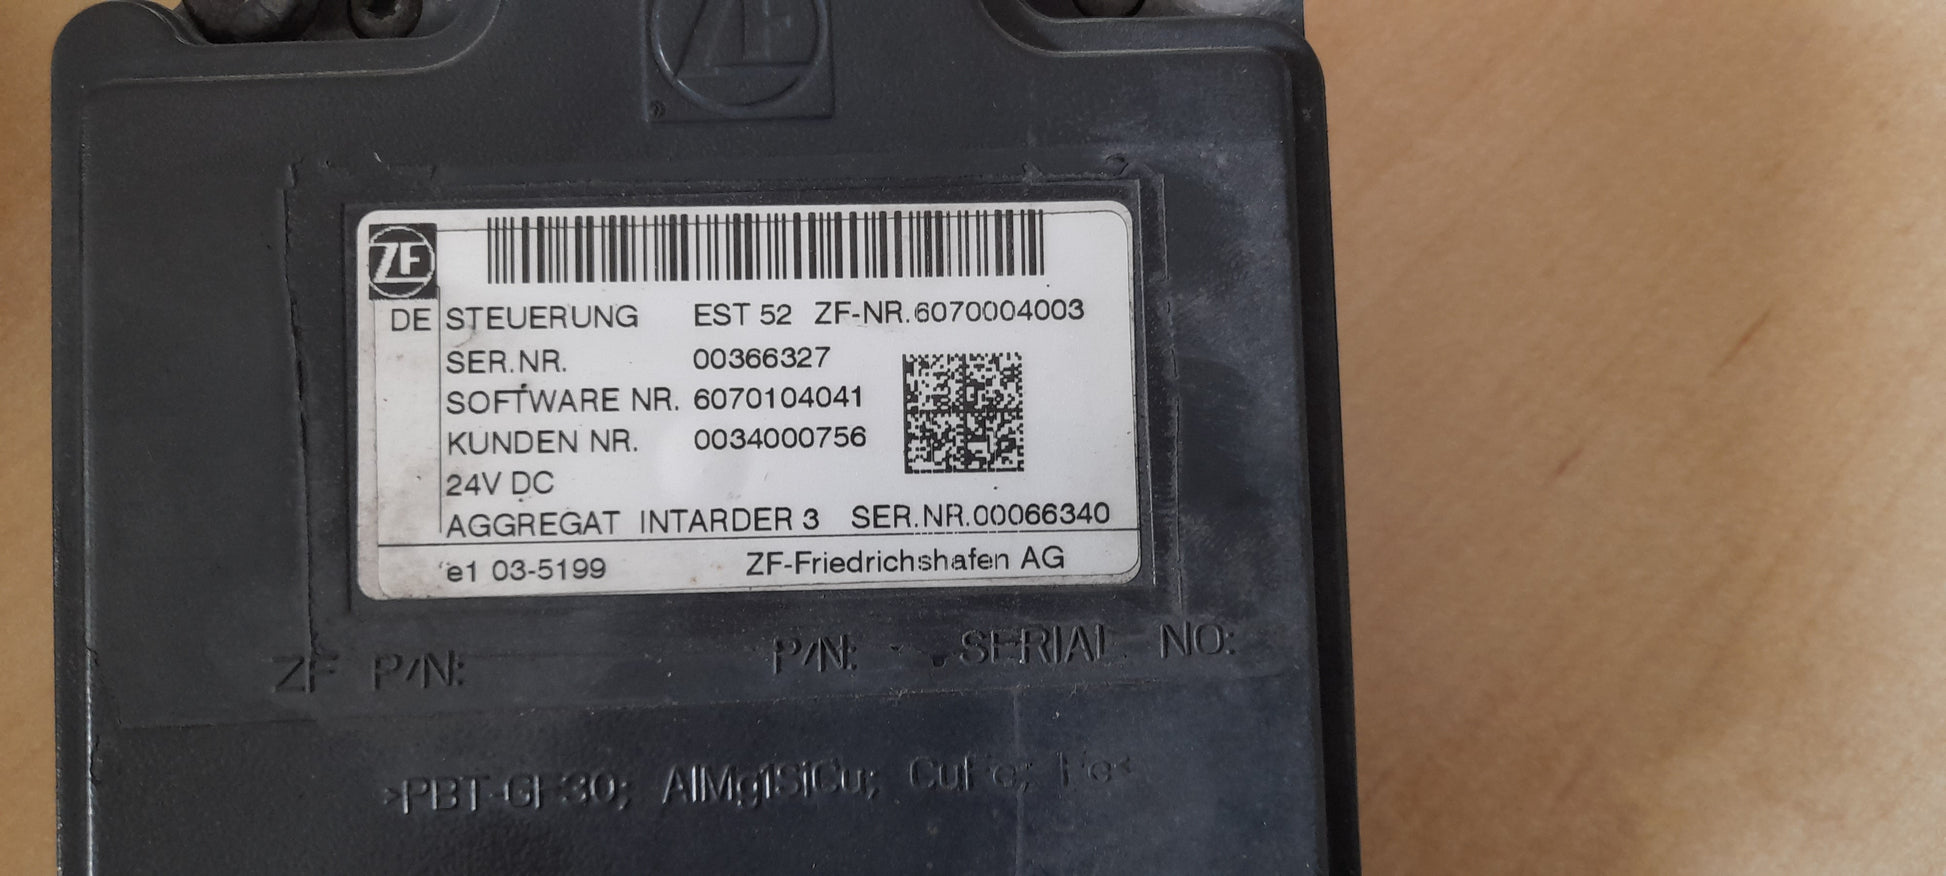 ZF
ZF
DE STEUERUNG EST 52 ZF-NR.6070004003
SER.NR. 00366327
SOFTWARE NR. 6070104041
KUNDEN NR. 0034000756
24V DC
AGGREGAT INTARDER 3 SER.NR.00066340
e1 03-5199 ZF-Friedrichshafen AG
ZF P/N: P/N: SERIAL NO:
>PBT-GF30; AlMg1SiCu; CuFe; Fe<